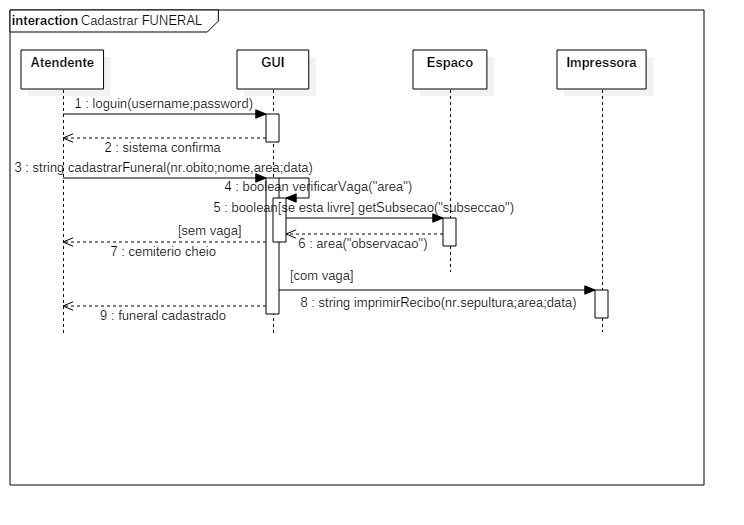 interaction Cadastrar FUNERAL
Atendente
GUI
Espaco
Impressora
1 : loguin(username;password)
2 : sistema confirma
3 : string cadastrarFuneral(nr.obito;nome,area;data)
4 : boolean verificarVaga("area")
5 : boolean[se esta livre] getSubsecao("subseccao")
[sem vaga]
6 : area("observacao")
7 : cemiterio cheio
[com vaga]
8 : string imprimirRecibo(nr.sepultura;area;data)
9 : funeral cadastrado